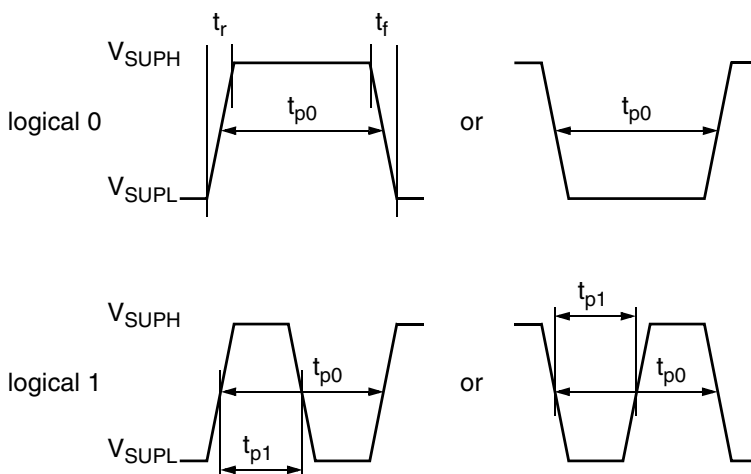 t_r t_f
V_SUPH
logical 0 t_p0 or t_p0
V_SUPL
t_p1
V_SUPH
logical 1 t_p0 or t_p0
V_SUPL t_p1